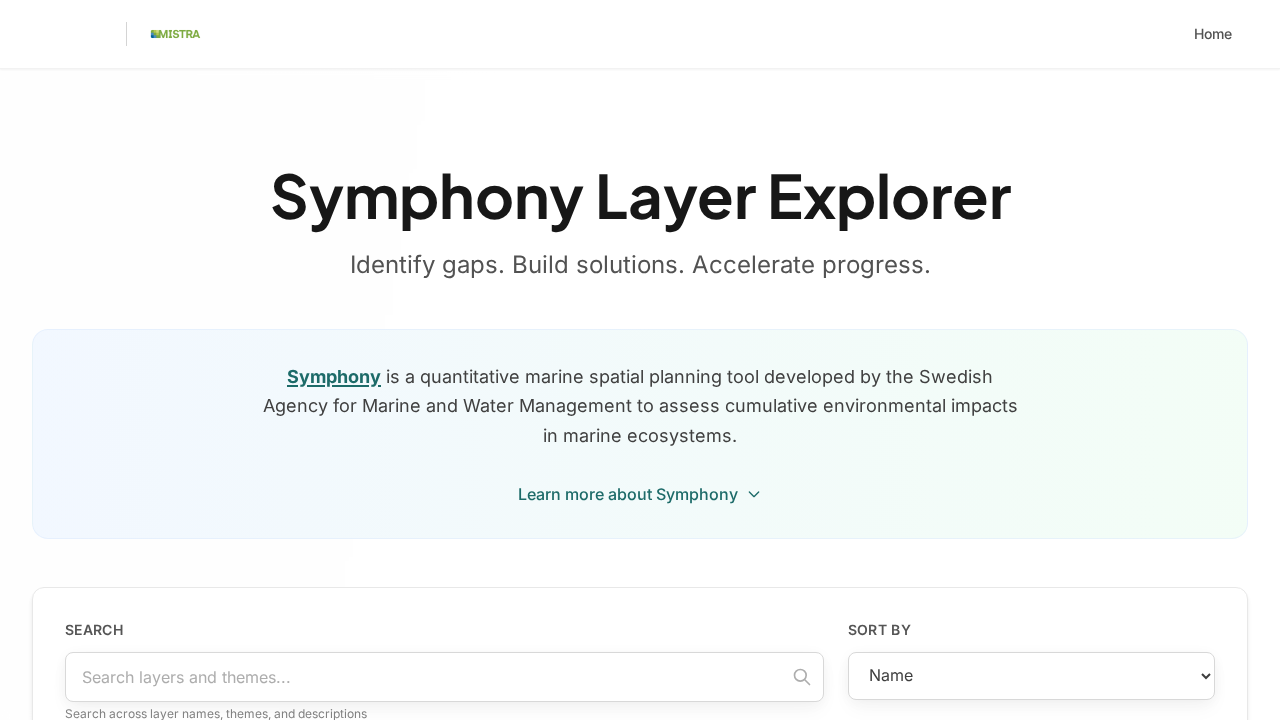 MISTRA
Home
Symphony Layer Explorer
Identify gaps. Build solutions. Accelerate progress.
Symphony is a quantitative marine spatial planning tool developed by the Swedish
Agency for Marine and Water Management to assess cumulative environmental impacts
in marine ecosystems.
Learn more about Symphony
SEARCH
SORT BY
Search layers and themes...
Name
Search across layer names, themes, and descriptions